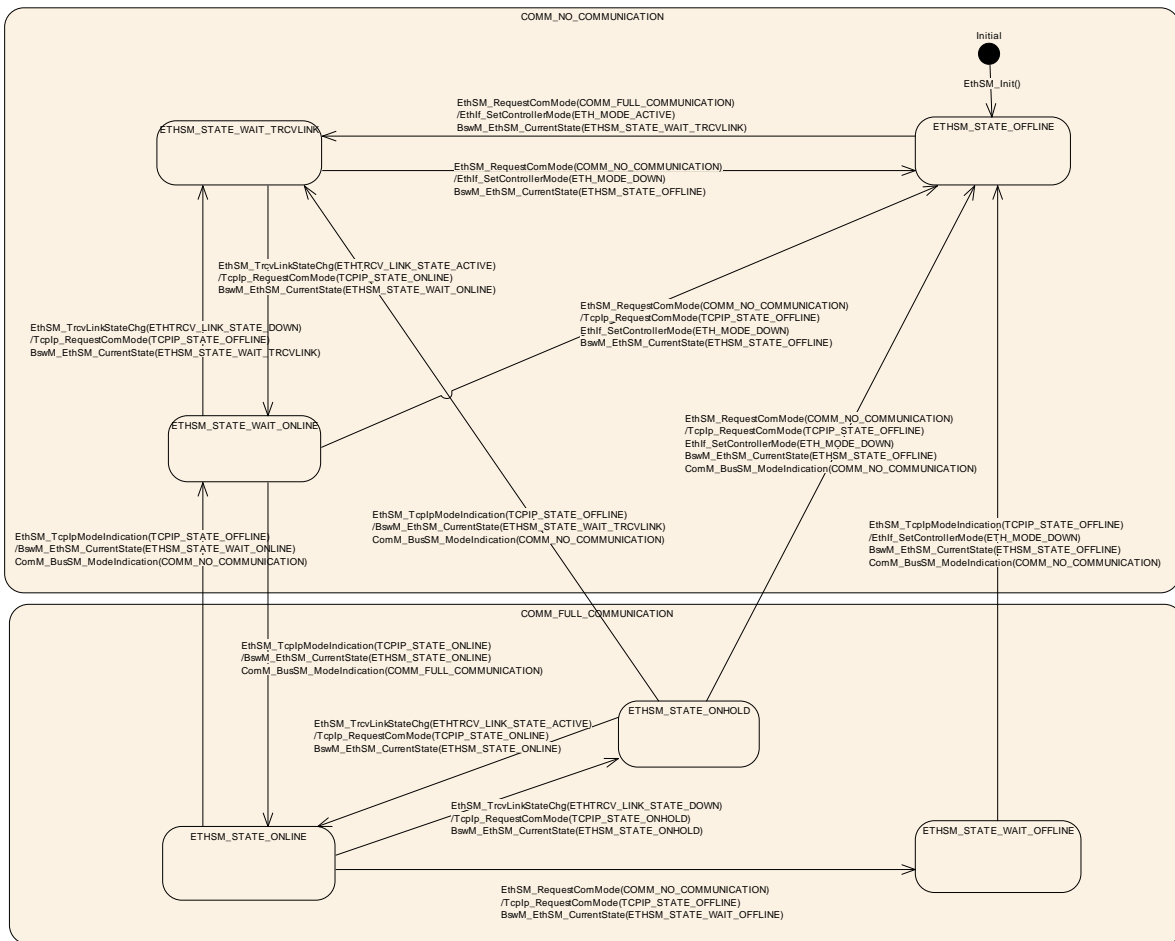 COMM_NO_COMMUNICATION
Initial
EthSM_Init()
EthSM_RequestComMode(COMM_FULL_COMMUNICATION)
/EthIf_SetControllerMode(ETH_MODE_ACTIVE)
BswM_EthSM_CurrentState(ETHSM_STATE_WAIT_TRCVLINK)
ETHSM_STATE_WAIT_TRCVLINK
ETHSM_STATE_OFFLINE
EthSM_RequestComMode(COMM_NO_COMMUNICATION)
/EthIf_SetControllerMode(ETH_MODE_DOWN)
BswM_EthSM_CurrentState(ETHSM_STATE_OFFLINE)
EthSM_TrcvLinkStateChg(ETHTRCV_LINK_STATE_ACTIVE)
/TcpIp_RequestComMode(TCPIP_STATE_ONLINE)
BswM_EthSM_CurrentState(ETHSM_STATE_WAIT_ONLINE)
EthSM_RequestComMode(COMM_NO_COMMUNICATION)
/TcpIp_RequestComMode(TCPIP_STATE_OFFLINE)
EthIf_SetControllerMode(ETH_MODE_DOWN)
BswM_EthSM_CurrentState(ETHSM_STATE_OFFLINE)
EthSM_TrcvLinkStateChg(ETHTRCV_LINK_STATE_DOWN)
/TcpIp_RequestComMode(TCPIP_STATE_OFFLINE)
BswM_EthSM_CurrentState(ETHSM_STATE_WAIT_TRCVLINK)
ETHSM_STATE_WAIT_ONLINE
EthSM_RequestComMode(COMM_NO_COMMUNICATION)
/TcpIp_RequestComMode(TCPIP_STATE_OFFLINE)
EthIf_SetControllerMode(ETH_MODE_DOWN)
BswM_EthSM_CurrentState(ETHSM_STATE_OFFLINE)
ComM_BusSM_ModeIndication(COMM_NO_COMMUNICATION)
EthSM_TcpIpModeIndication(TCPIP_STATE_OFFLINE)
/BswM_EthSM_CurrentState(ETHSM_STATE_WAIT_TRCVLINK)
ComM_BusSM_ModeIndication(COMM_NO_COMMUNICATION)
EthSM_TcpIpModeIndication(TCPIP_STATE_OFFLINE)
/EthIf_SetControllerMode(ETH_MODE_DOWN)
BswM_EthSM_CurrentState(ETHSM_STATE_OFFLINE)
ComM_BusSM_ModeIndication(COMM_NO_COMMUNICATION)
EthSM_TcpIpModeIndication(TCPIP_STATE_OFFLINE)
/BswM_EthSM_CurrentState(ETHSM_STATE_WAIT_ONLINE)
ComM_BusSM_ModeIndication(COMM_NO_COMMUNICATION)
COMM_FULL_COMMUNICATION
EthSM_TcpIpModeIndication(TCPIP_STATE_ONLINE)
/BswM_EthSM_CurrentState(ETHSM_STATE_ONLINE)
ComM_BusSM_ModeIndication(COMM_FULL_COMMUNICATION)
ETHSM_STATE_ONHOLD
EthSM_TrcvLinkStateChg(ETHTRCV_LINK_STATE_ACTIVE)
/TcpIp_RequestComMode(TCPIP_STATE_ONLINE)
BswM_EthSM_CurrentState(ETHSM_STATE_ONLINE)
EthSM_TrcvLinkStateChg(ETHTRCV_LINK_STATE_DOWN)
/TcpIp_RequestComMode(TCPIP_STATE_ONHOLD)
BswM_EthSM_CurrentState(ETHSM_STATE_ONHOLD)
ETHSM_STATE_ONLINE
ETHSM_STATE_WAIT_OFFLINE
EthSM_RequestComMode(COMM_NO_COMMUNICATION)
/TcpIp_RequestComMode(TCPIP_STATE_OFFLINE)
BswM_EthSM_CurrentState(ETHSM_STATE_WAIT_OFFLINE)